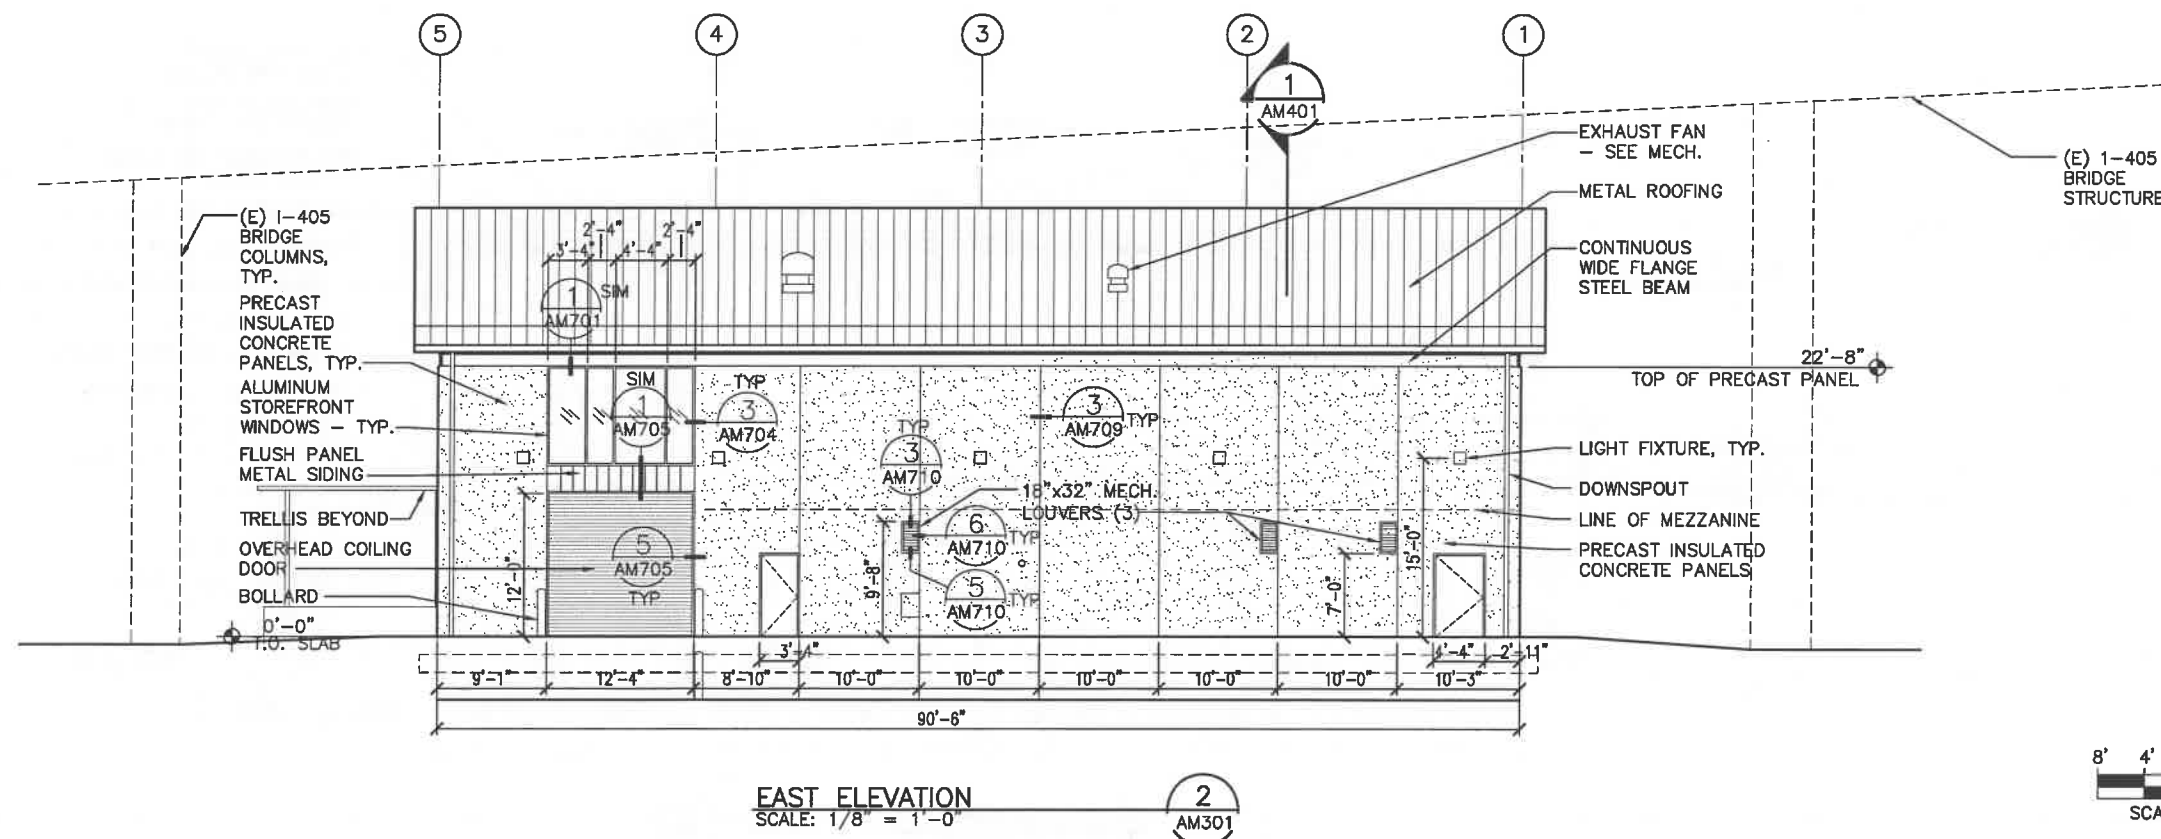 5
4
3
2
1
1
AM401
EXHAUST FAN
- SEE MECH.
METAL ROOFING
CONTINUOUS
WIDE FLANGE
STEEL BEAM
(E) 1-405
BRIDGE
STRUCTURE
(E) I-405
BRIDGE
COLUMNS,
TYP.
PRECAST
INSULATED
CONCRETE
PANELS, TYP.
ALUMINUM
STOREFRONT
WINDOWS - TYP.
FLUSH PANEL
METAL SIDING
TRELLIS BEYOND
OVERHEAD COILING
DOOR
BOLLARD
0'-0"
T.O. SLAB
3'-4"
2'-4"
4'-4"
2'-4"
1
SIM
AM701
SIM
1
AM705
TYP
3
AM704
TYP
3
AM710
3
AM709
TYP
18"x32" MECH.
LOUVERS (3)
6
AM710
TYP
5
AM710
TYP
5
AM705
TYP
12'-0"
9'-8"
7'-0"
15'-0"
22'-8"
TOP OF PRECAST PANEL
LIGHT FIXTURE, TYP.
DOWNSPOUT
LINE OF MEZZANINE
PRECAST INSULATED
CONCRETE PANELS
3'-4"
4'-4"
2'-11"
9'-1"
12'-4"
8'-10"
10'-0"
10'-0"
10'-0"
10'-0"
10'-0"
10'-3"
90'-6"
EAST ELEVATION
SCALE: 1/8" = 1'-0"
2
AM301
8'
4'
SCA